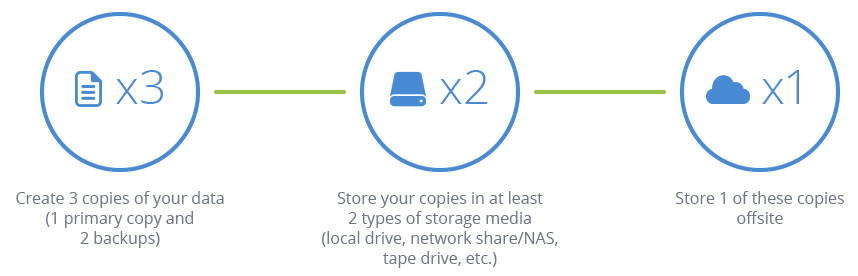 x3
x2
x1
Create 3 copies of your data
(1 primary copy and
2 backups)
Store your copies in at least
2 types of storage media
(local drive, network share/NAS,
tape drive, etc.)
Store 1 of these copies
offsite